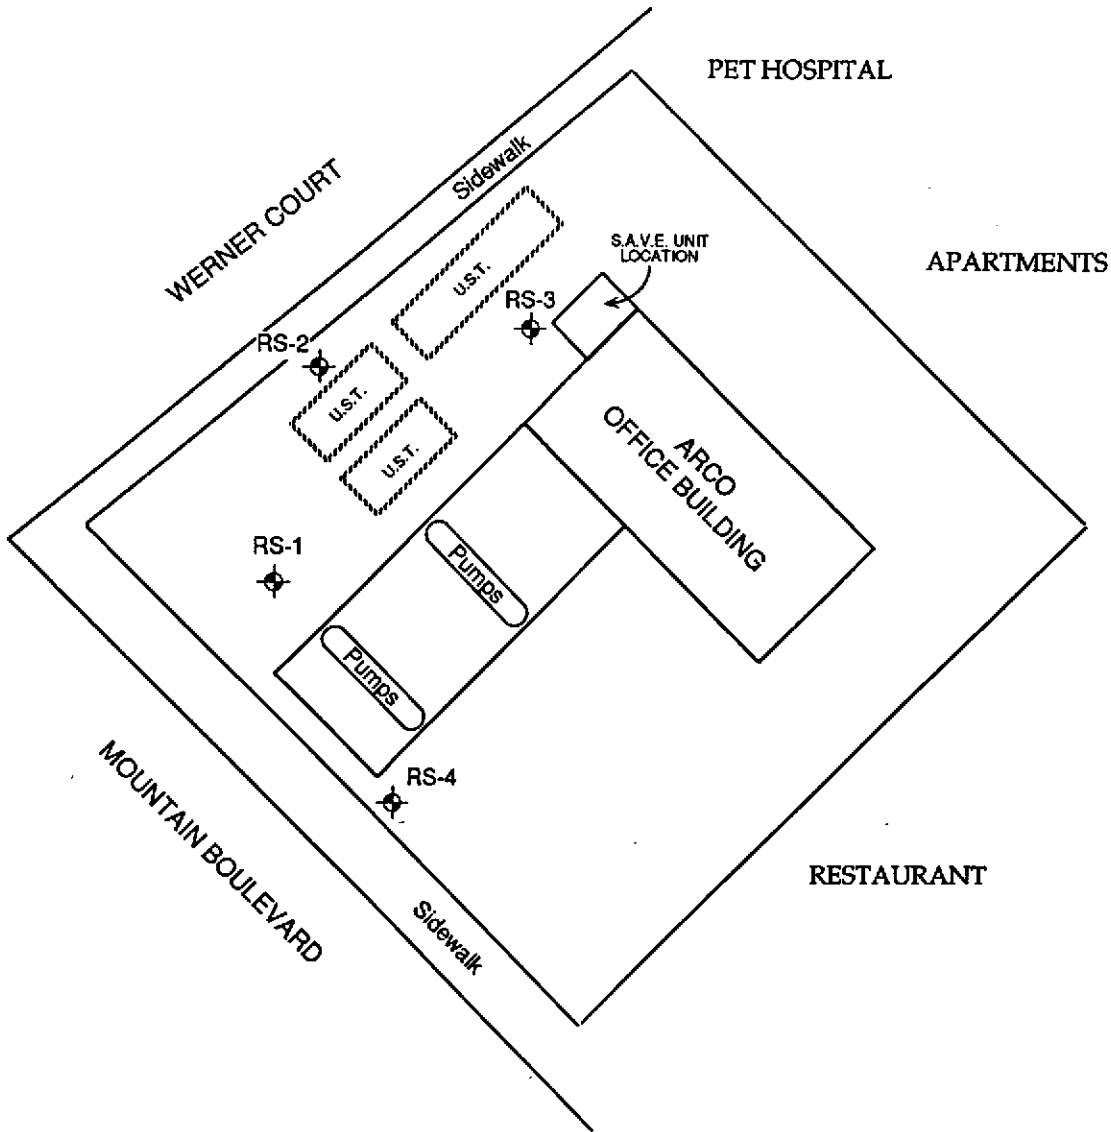 PET HOSPITAL
Sidewalk
WERNER COURT
S.A.V.E. UNIT
LOCATION
APARTMENTS
U.S.T.
RS-3
RS-2
U.S.T.
U.S.T.
ARCO
OFFICE BUILDING
RS-1
Pumps
Pumps
RS-4
MOUNTAIN BOULEVARD
RESTAURANT
Sidewalk